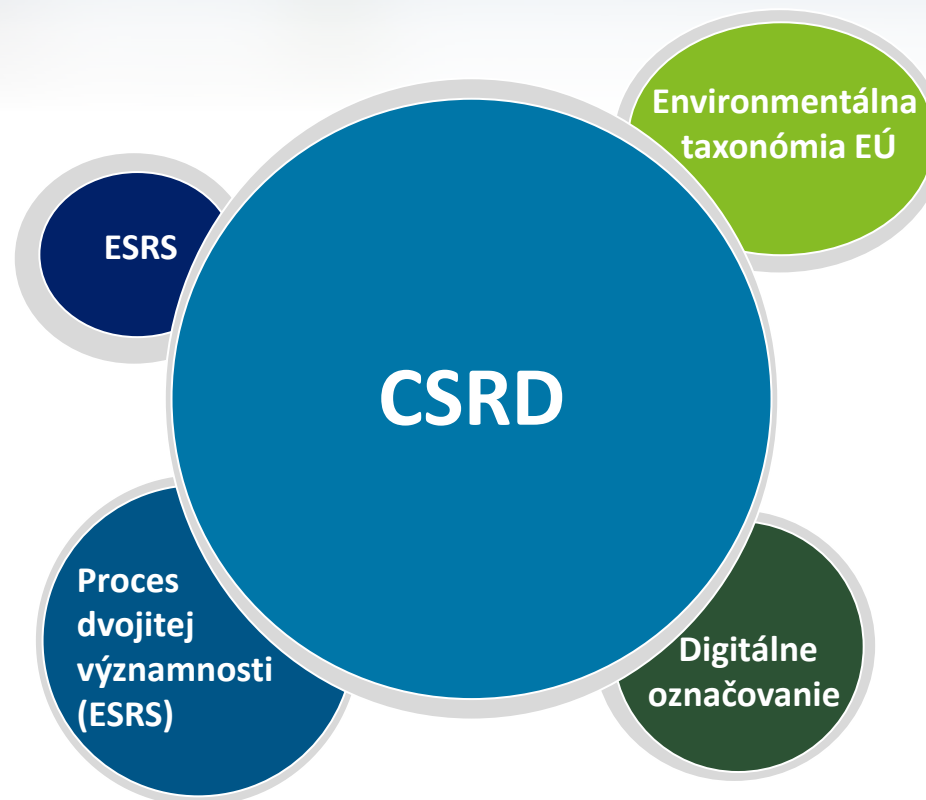 Environmentálna
taxonómia EÚ
ESRS
CSRD
Proces
dvojitej
významnosti
(ESRS)
Digitálne
označovanie